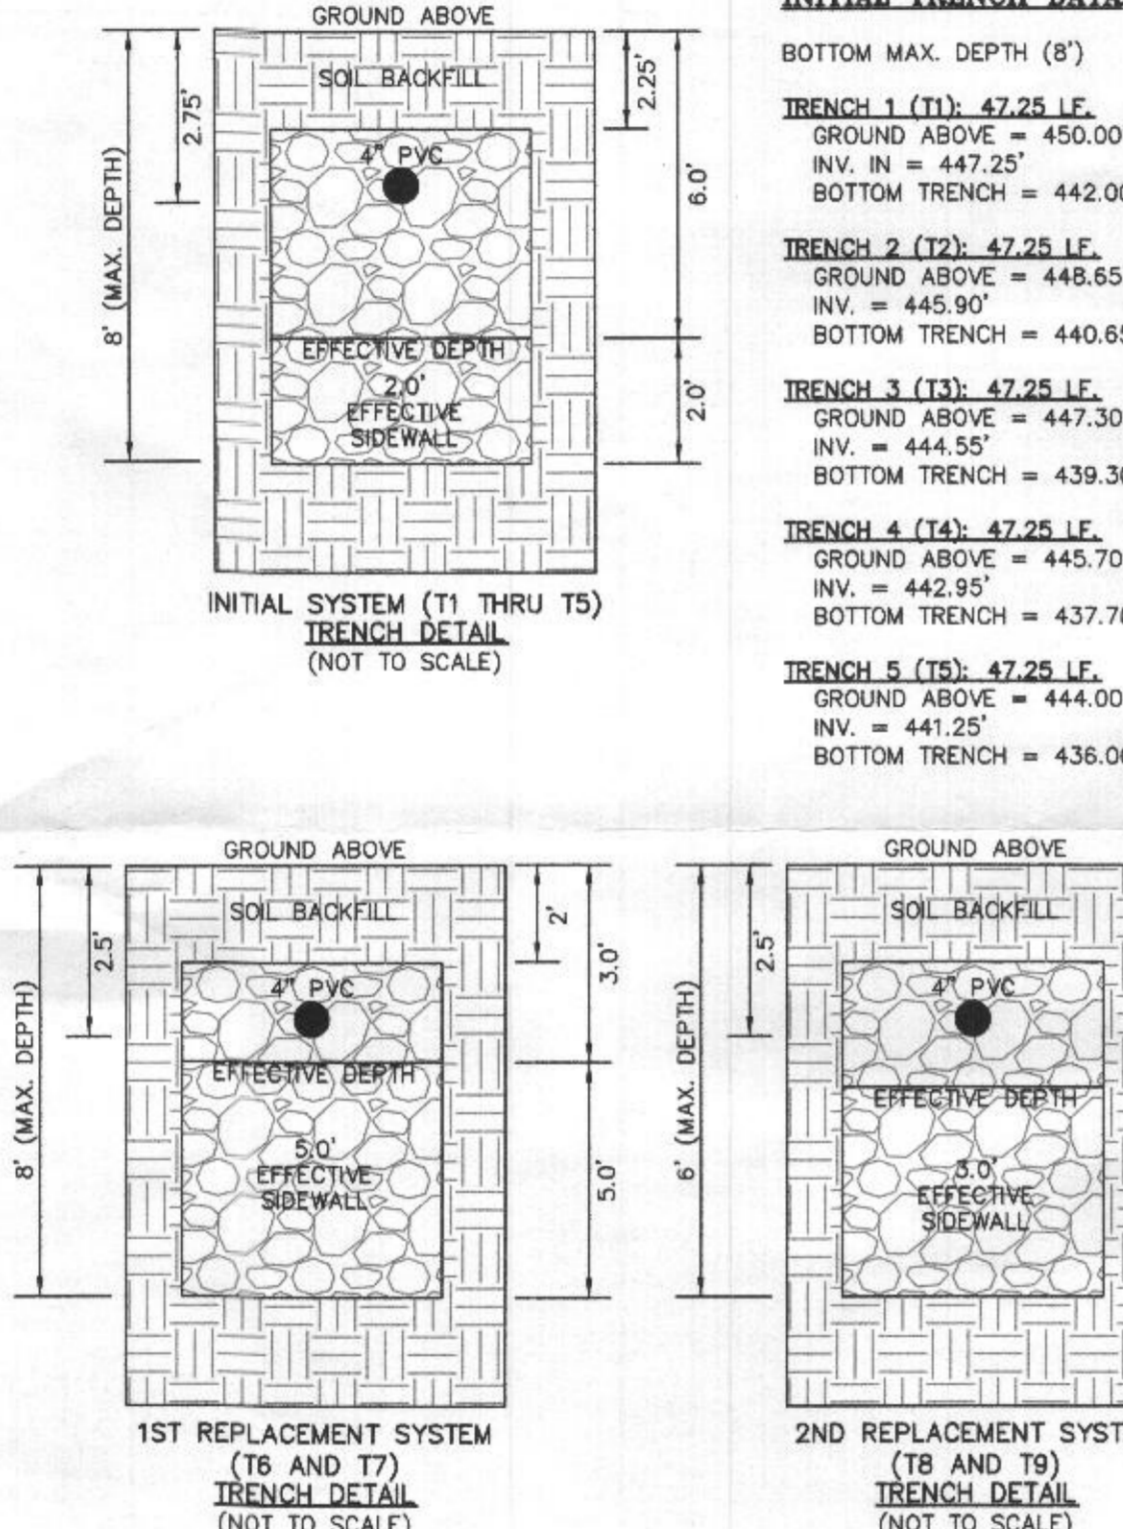 GROUND ABOVE
SOIL BACKFILL
4" PVC
2.75'
8' (MAX. DEPTH)
2.25'
6.0'
2.0'
EFFECTIVE DEPTH
2.0'
EFFECTIVE
SIDEWALL
INITIAL SYSTEM (T1 THRU T5)
TRENCH DETAIL
(NOT TO SCALE)
INITIAL TRENCH DATA
BOTTOM MAX. DEPTH (8')
TRENCH 1 (T1): 47.25 LF.
GROUND ABOVE = 450.00
INV. IN = 447.25'
BOTTOM TRENCH = 442.00
TRENCH 2 (T2): 47.25 LF.
GROUND ABOVE = 448.65
INV. = 445.90'
BOTTOM TRENCH = 440.65
TRENCH 3 (T3): 47.25 LF.
GROUND ABOVE = 447.30
INV. = 444.55'
BOTTOM TRENCH = 439.30
TRENCH 4 (T4): 47.25 LF.
GROUND ABOVE = 445.70
INV. = 442.95'
BOTTOM TRENCH = 437.70
TRENCH 5 (T5): 47.25 LF.
GROUND ABOVE = 444.00
INV. = 441.25'
BOTTOM TRENCH = 436.00
GROUND ABOVE
SOIL BACKFILL
4" PVC
2.5'
8' (MAX. DEPTH)
2'
3.0'
5.0'
EFFECTIVE DEPTH
5.0'
EFFECTIVE
SIDEWALL
1ST REPLACEMENT SYSTEM
(T6 AND T7)
TRENCH DETAIL
(NOT TO SCALE)
GROUND ABOVE
SOIL BACKFILL
4" PVC
2.5'
6' (MAX. DEPTH)
EFFECTIVE DEPTH
3.0'
EFFECTIVE
SIDEWALL
2ND REPLACEMENT SYST
(T8 AND T9)
TRENCH DETAIL
(NOT TO SCALE)